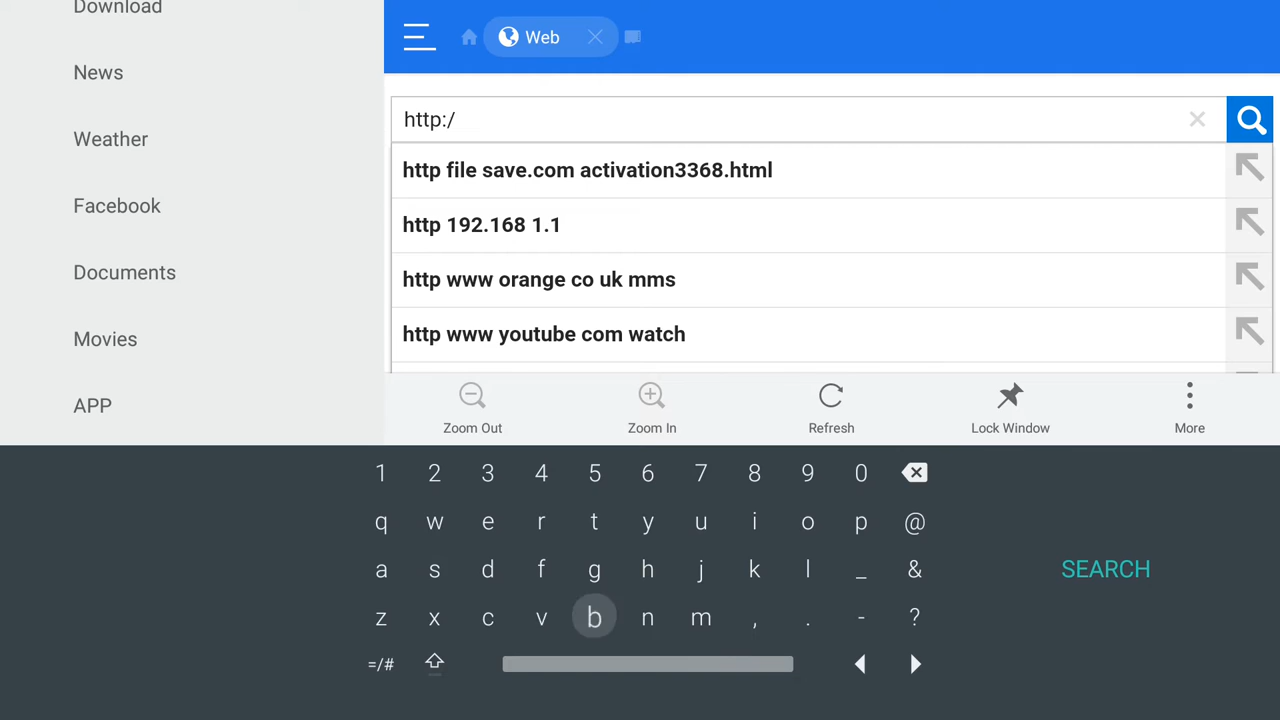 Download
News
Weather
Facebook
Documents
Movies
APP
Web
http:/
http file save.com activation3368.html
http 192.168 1.1
http www orange co uk mms
http www youtube com watch
Zoom Out
Zoom In
Refresh
Lock Window
More
1 2 3 4 5 6 7 8 9 0
q w e r t y u i o p @
a s d f g h j k l _ &
SEARCH
z x c v b n m , . - ?
=/#